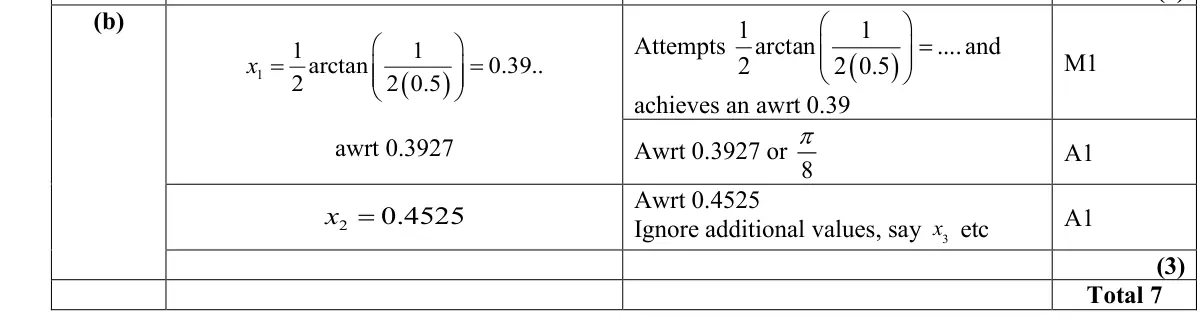 (b)
x₁ = 1/2 arctan(1/(2(0.5))) = 0.39..
Attempts 1/2 arctan(1/(2(0.5))) = .... and
achieves an awrt 0.39
M1
awrt 0.3927
Awrt 0.3927 or π/8
A1
x₂ = 0.4525
Awrt 0.4525
Ignore additional values, say x₃ etc
A1
(3)
Total 7